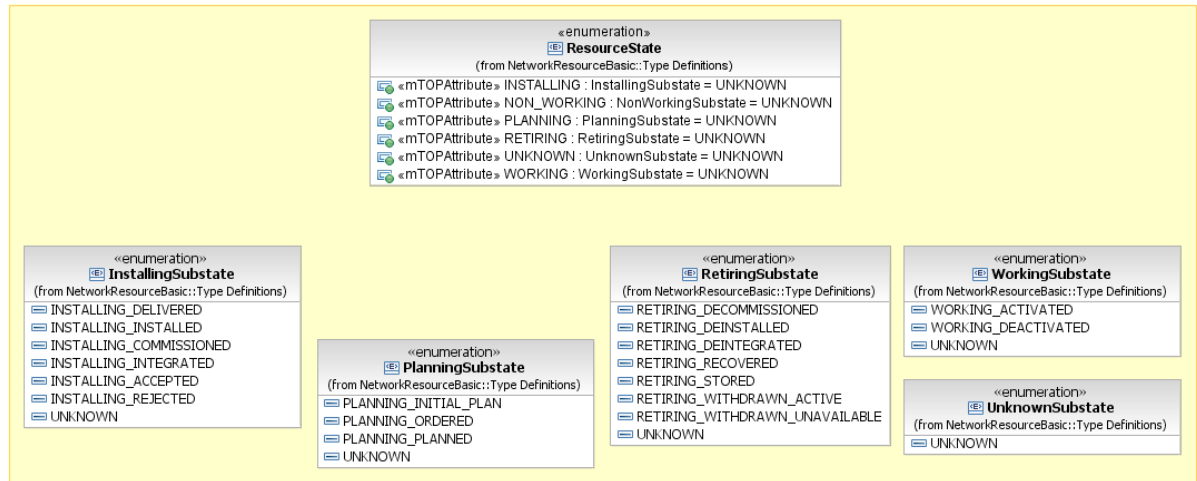 «enumeration»
ResourceState
(from NetworkResourceBasic::Type Definitions)
«mTOPAttribute» INSTALLING : InstallingSubstate = UNKNOWN
«mTOPAttribute» NON_WORKING : NonWorkingSubstate = UNKNOWN
«mTOPAttribute» PLANNING : PlanningSubstate = UNKNOWN
«mTOPAttribute» RETIRING : RetiringSubstate = UNKNOWN
«mTOPAttribute» UNKNOWN : UnknownSubstate = UNKNOWN
«mTOPAttribute» WORKING : WorkingSubstate = UNKNOWN
«enumeration»
InstallingSubstate
(from NetworkResourceBasic::Type Definitions)
INSTALLING_DELIVERED
INSTALLING_INSTALLED
INSTALLING_COMMISSIONED
INSTALLING_INTEGRATED
INSTALLING_ACCEPTED
INSTALLING_REJECTED
UNKNOWN
«enumeration»
PlanningSubstate
(from NetworkResourceBasic::Type Definitions)
PLANNING_INITIAL_PLAN
PLANNING_ORDERED
PLANNING_PLANNED
UNKNOWN
«enumeration»
RetiringSubstate
(from NetworkResourceBasic::Type Definitions)
RETIRING_DECOMMISSIONED
RETIRING_DEINSTALLED
RETIRING_DEINTEGRATED
RETIRING_RECOVERED
RETIRING_STORED
RETIRING_WITHDRAWN_ACTIVE
RETIRING_WITHDRAWN_UNAVAILABLE
UNKNOWN
«enumeration»
WorkingSubstate
(from NetworkResourceBasic::Type Definitions)
WORKING_ACTIVATED
WORKING_DEACTIVATED
UNKNOWN
«enumeration»
UnknownSubstate
(from NetworkResourceBasic::Type Definitions)
UNKNOWN